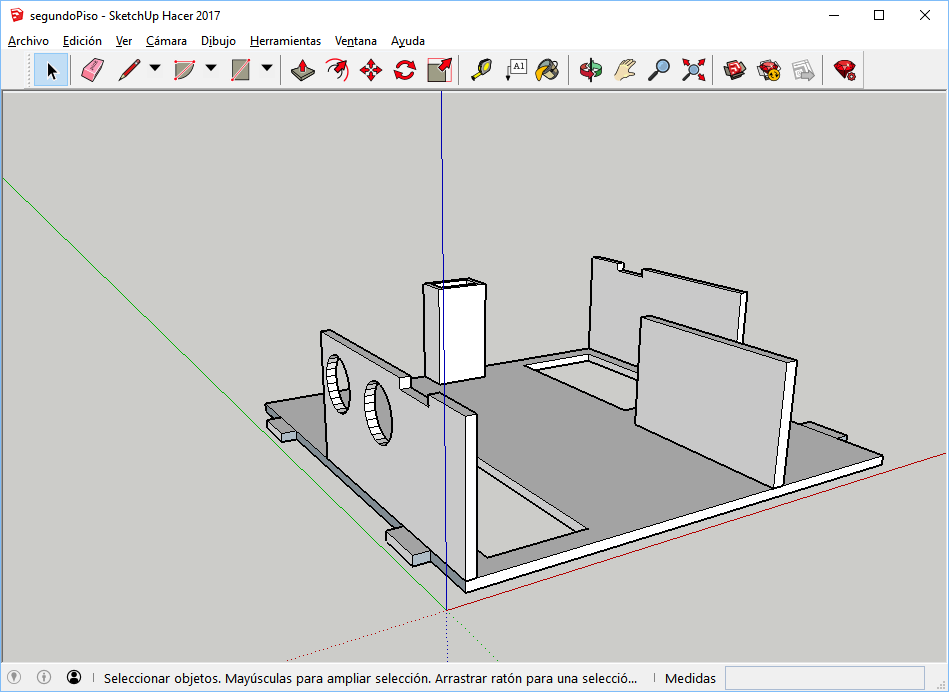 segundoPiso - SketchUp Hacer 2017
Archivo Edición Ver Cámara Dibujo Herramientas Ventana Ayuda
A1
Seleccionar objetos. Mayúsculas para ampliar selección. Arrastrar ratón para una selecció... Medidas